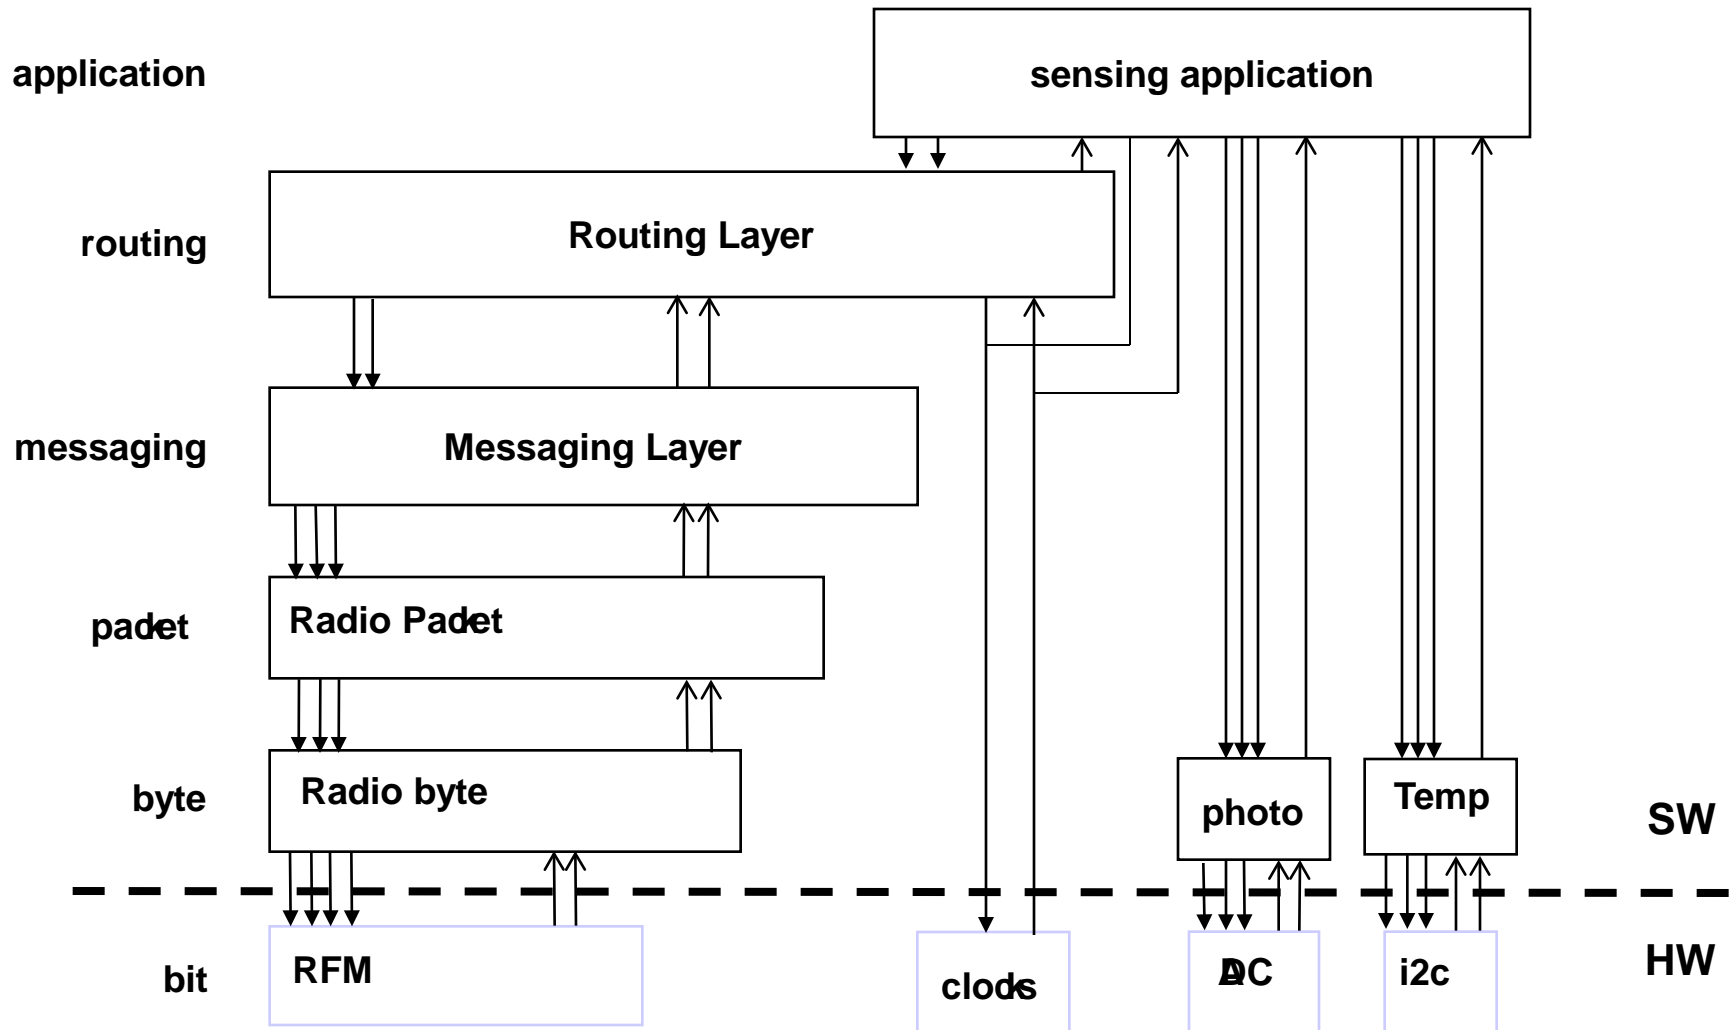 application
sensing application
routing
Routing Layer
messaging
Messaging Layer
packet
Radio Packet
byte
Radio byte
photo
Temp
SW
bit
RFM
clocks
ADC
i2c
HW